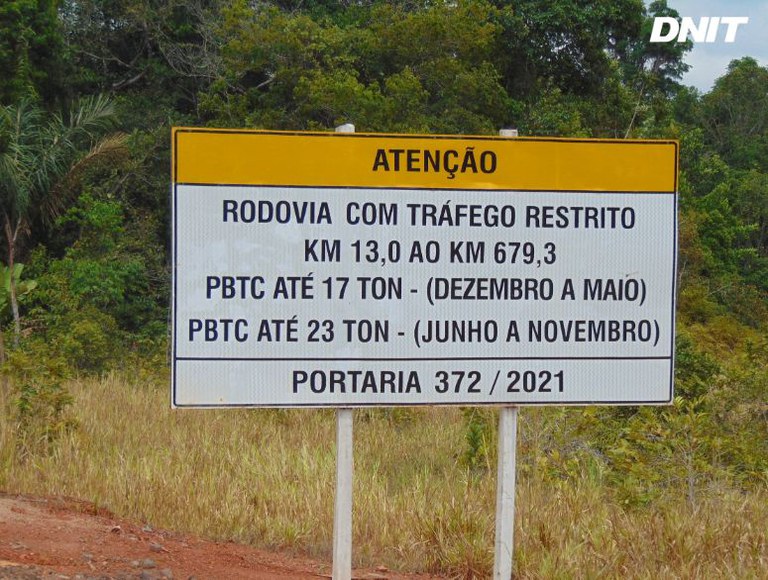 DNIT
ATENÇÃO
RODOVIA COM TRÁFEGO RESTRITO
KM 13,0 AO KM 679,3
PBTC ATÉ 17 TON - (DEZEMBRO A MAIO)
PBTC ATÉ 23 TON - (JUNHO A NOVEMBRO)
PORTARIA 372 / 2021